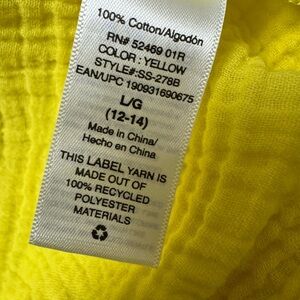 100% Cotton/Algodón
RN# 52469 01R
COLOR : YELLOW
STYLE#:SS-278B
EAN/UPC 190931690675
L/G
(12-14)
Made in China/
Hecho en China
THIS LABEL YARN IS
MADE OUT OF
100% RECYCLED
POLYESTER
MATERIALS